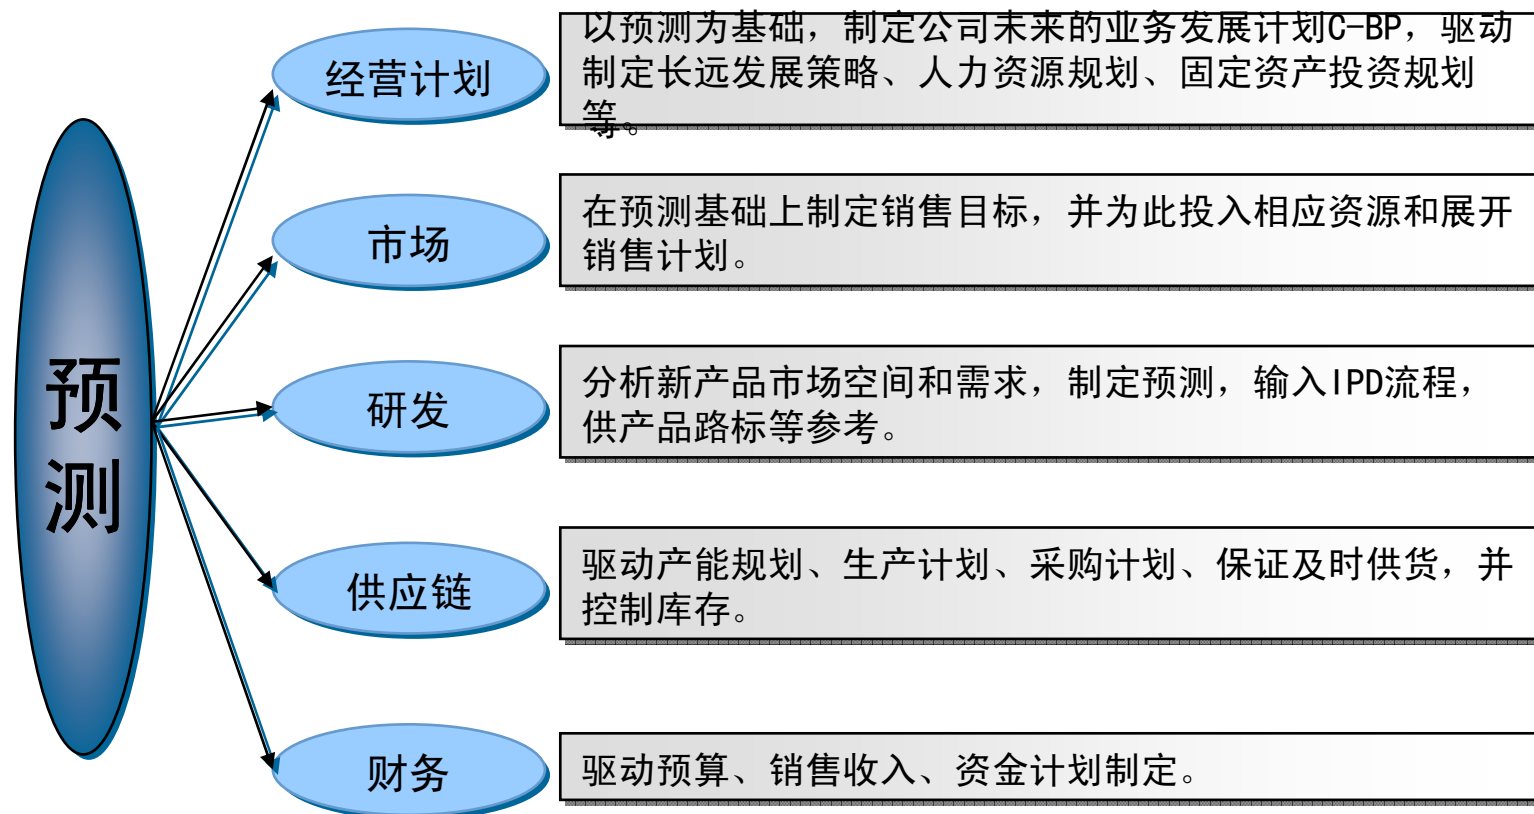 预
测
经营计划
以预测为基础，制定公司未来的业务发展计划C-BP，驱动
制定长远发展策略、人力资源规划、固定资产投资规划
等。
市场
在预测基础上制定销售目标，并为此投入相应资源和展开
销售计划。
研发
分析新产品市场空间和需求，制定预测，输入IPD流程，
供产品路标等参考。
供应链
驱动产能规划、生产计划、采购计划、保证及时供货，并
控制库存。
财务
驱动预算、销售收入、资金计划制定。